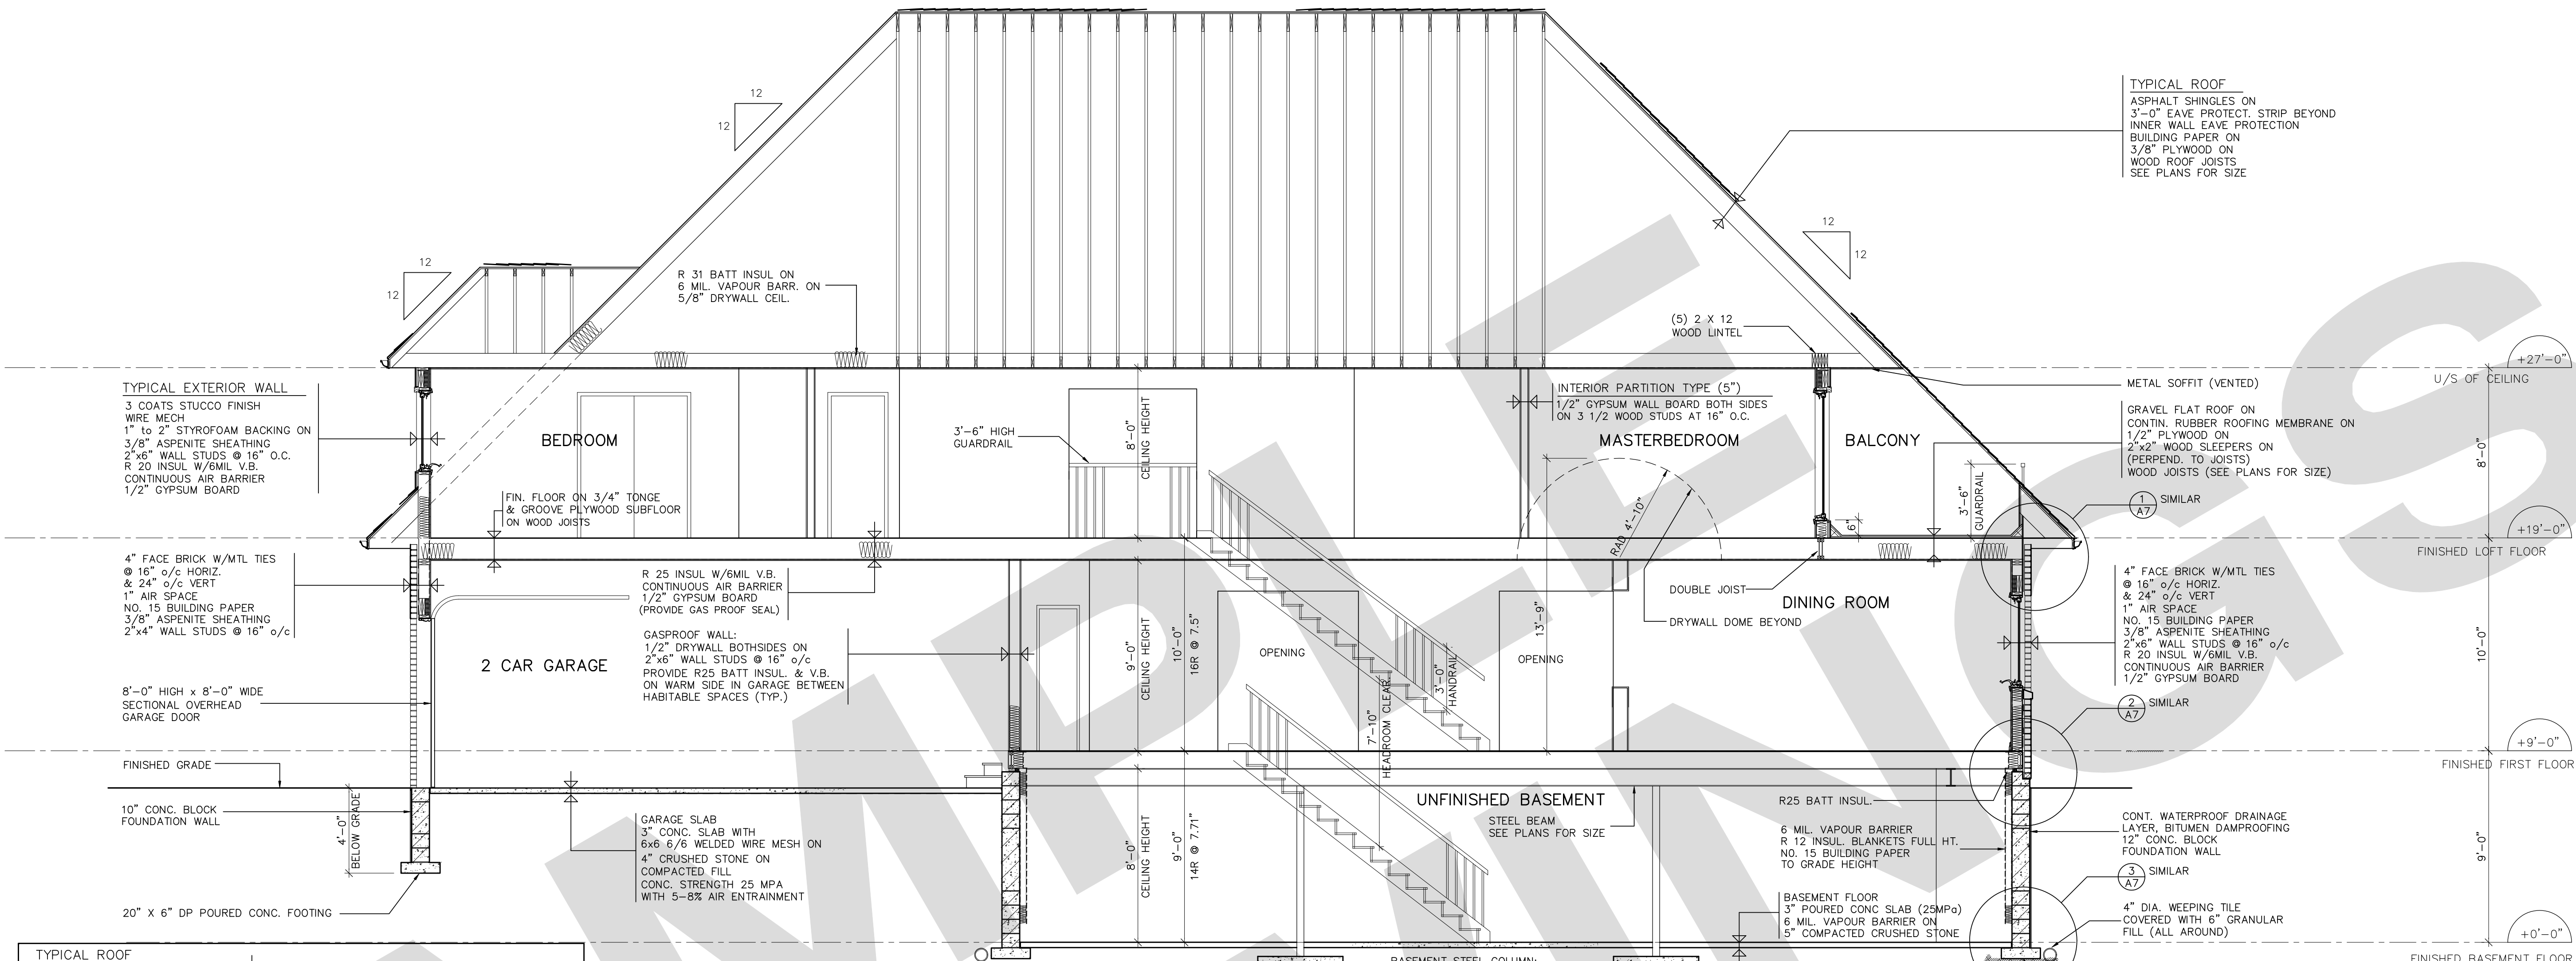 12
12
12
12
12
12
TYPICAL ROOF
ASPHALT SHINGLES ON
3'-0" EAVE PROTECT. STRIP BEYOND
INNER WALL EAVE PROTECTION
BUILDING PAPER ON
3/8" PLYWOOD ON
WOOD ROOF JOISTS
SEE PLANS FOR SIZE
R 31 BATT INSUL ON
6 MIL. VAPOUR BARR. ON
5/8" DRYWALL CEIL.
(5) 2 X 12
WOOD LINTEL
+27'-0"
U/S OF CEILING
METAL SOFFIT (VENTED)
TYPICAL EXTERIOR WALL
3 COATS STUCCO FINISH
WIRE MECH
1" to 2" STYROFOAM BACKING ON
3/8" ASPENITE SHEATHING
2"x6" WALL STUDS @ 16" O.C.
R 20 INSUL W/6MIL V.B.
CONTINUOUS AIR BARRIER
1/2" GYPSUM BOARD
BEDROOM
3'-6" HIGH
GUARDRAIL
8'-0"
CEILING HEIGHT
INTERIOR PARTITION TYPE (5")
1/2" GYPSUM WALL BOARD BOTH SIDES
ON 3 1/2 WOOD STUDS AT 16" O.C.
MASTERBEDROOM
BALCONY
GRAVEL FLAT ROOF ON
CONTIN. RUBBER ROOFING MEMBRANE ON
1/2" PLYWOOD ON
2"x2" WOOD SLEEPERS ON
(PERPEND. TO JOISTS)
WOOD JOISTS (SEE PLANS FOR SIZE)
8'-0"
FIN. FLOOR ON 3/4" TONGE
& GROOVE PLYWOOD SUBFLOOR
ON WOOD JOISTS
RAD 4'-10"
6"
3'-6"
GUARDRAIL
1
A7
SIMILAR
+19'-0"
FINISHED LOFT FLOOR
4" FACE BRICK W/MTL TIES
@ 16" o/c HORIZ.
& 24" o/c VERT
1" AIR SPACE
NO. 15 BUILDING PAPER
3/8" ASPENITE SHEATHING
2"x4" WALL STUDS @ 16" o/c
R 25 INSUL W/6MIL V.B.
CONTINUOUS AIR BARRIER
1/2" GYPSUM BOARD
(PROVIDE GAS PROOF SEAL)
GASPROOF WALL:
1/2" DRYWALL BOTHSIDES ON
2"x6" WALL STUDS @ 16" o/c
PROVIDE R25 BATT INSUL. & V.B.
ON WARM SIDE IN GARAGE BETWEEN
HABITABLE SPACES (TYP.)
2 CAR GARAGE
9'-0"
CEILING HEIGHT
10'-0"
16R @ 7.5"
OPENING
7'-10"
HEADROOM CLEAR
3'-0"
HANDRAIL
OPENING
13'-9"
DOUBLE JOIST
DRYWALL DOME BEYOND
DINING ROOM
4" FACE BRICK W/MTL TIES
@ 16" o/c HORIZ.
& 24" o/c VERT
1" AIR SPACE
NO. 15 BUILDING PAPER
3/8" ASPENITE SHEATHING
2"x6" WALL STUDS @ 16" o/c
R 20 INSUL W/6MIL V.B.
CONTINUOUS AIR BARRIER
1/2" GYPSUM BOARD
10'-0"
8'-0" HIGH x 8'-0" WIDE
SECTIONAL OVERHEAD
GARAGE DOOR
2
A7
SIMILAR
+9'-0"
FINISHED FIRST FLOOR
FINISHED GRADE
10" CONC. BLOCK
FOUNDATION WALL
4'-0"
BELOW GRADE
GARAGE SLAB
3" CONC. SLAB WITH
6x6 6/6 WELDED WIRE MESH ON
4" CRUSHED STONE ON
COMPACTED FILL
CONC. STRENGTH 25 MPA
WITH 5-8% AIR ENTRAINMENT
8'-0"
CEILING HEIGHT
9'-0"
14R @ 7.71"
UNFINISHED BASEMENT
STEEL BEAM
SEE PLANS FOR SIZE
R25 BATT INSUL.
6 MIL. VAPOUR BARRIER
R 12 INSUL. BLANKETS FULL HT.
NO. 15 BUILDING PAPER
TO GRADE HEIGHT
CONT. WATERPROOF DRAINAGE
LAYER, BITUMEN DAMPROOFING
12" CONC. BLOCK
FOUNDATION WALL
9'-0"
3
A7
SIMILAR
20" X 6" DP POURED CONC. FOOTING
BASEMENT FLOOR
3" POURED CONC SLAB (25MPa)
6 MIL. VAPOUR BARRIER ON
5" COMPACTED CRUSHED STONE
4" DIA. WEEPING TILE
COVERED WITH 6" GRANULAR
FILL (ALL AROUND)
+0'-0"
FINISHED BASEMENT FLOOR
TYPICAL ROOF
BASEMENT STEEL COLUMN: